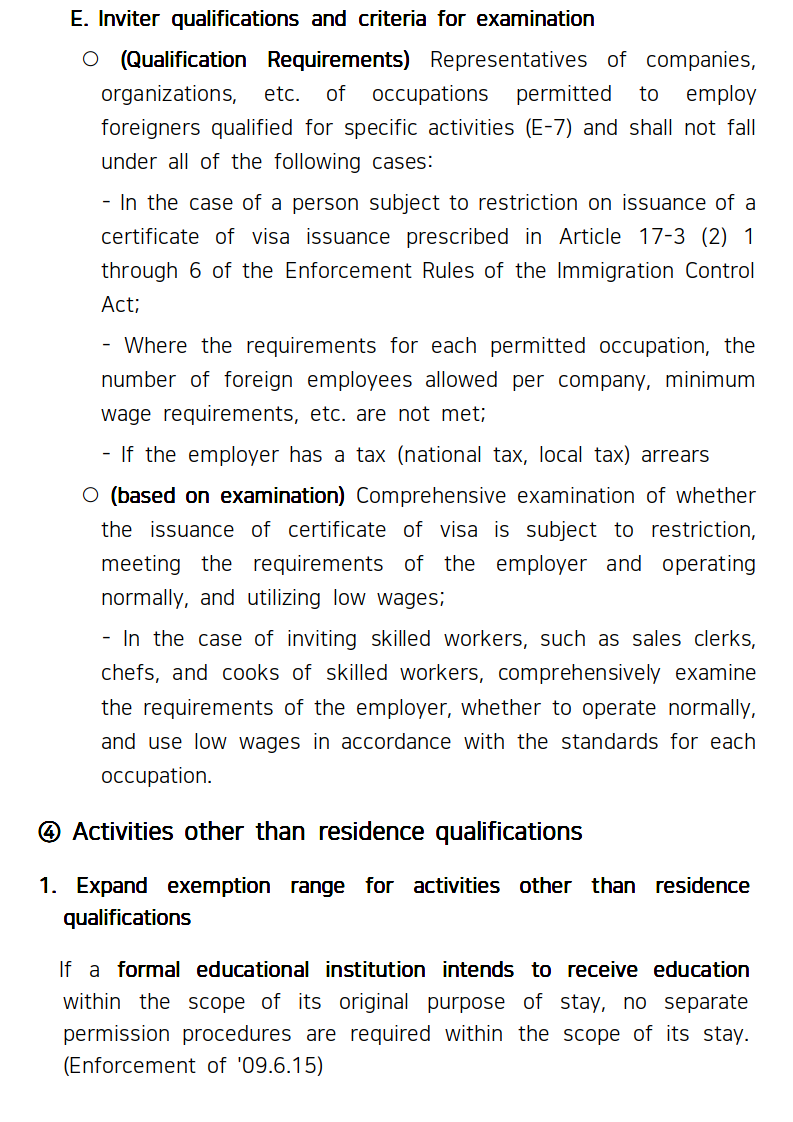 E. Inviter qualifications and criteria for examination
○ (Qualification Requirements) Representatives of companies,
organizations, etc. of occupations permitted to employ
foreigners qualified for specific activities (E-7) and shall not fall
under all of the following cases:
- In the case of a person subject to restriction on issuance of a
certificate of visa issuance prescribed in Article 17-3 (2) 1
through 6 of the Enforcement Rules of the Immigration Control
Act;
- Where the requirements for each permitted occupation, the
number of foreign employees allowed per company, minimum
wage requirements, etc. are not met;
- If the employer has a tax (national tax, local tax) arrears
○ (based on examination) Comprehensive examination of whether
the issuance of certificate of visa is subject to restriction,
meeting the requirements of the employer and operating
normally, and utilizing low wages;
- In the case of inviting skilled workers, such as sales clerks,
chefs, and cooks of skilled workers, comprehensively examine
the requirements of the employer, whether to operate normally,
and use low wages in accordance with the standards for each
occupation.
④ Activities other than residence qualifications
1. Expand exemption range for activities other than residence
qualifications
If a formal educational institution intends to receive education
within the scope of its original purpose of stay, no separate
permission procedures are required within the scope of its stay.
(Enforcement of '09.6.15)